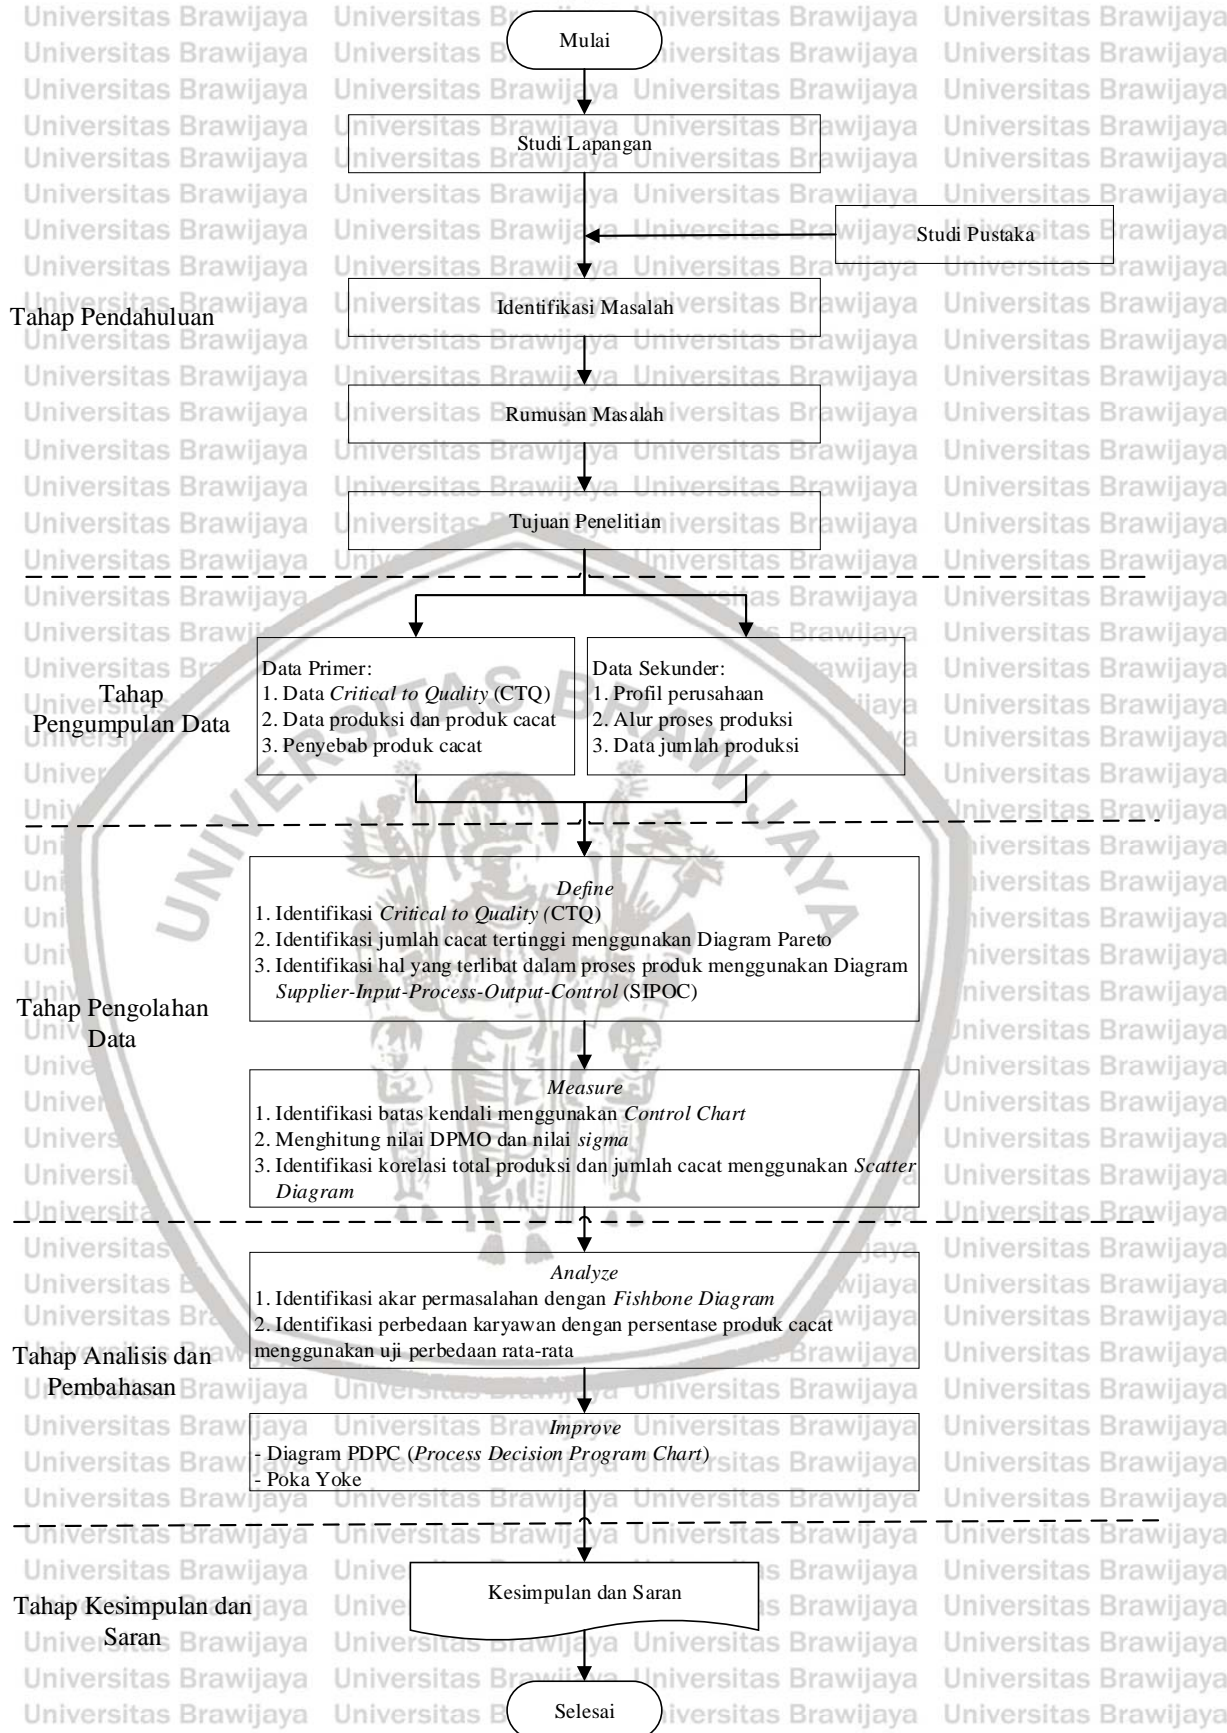 Mulai
Studi Lapangan
Studi Pustaka
Identifikasi Masalah
Tahap Pendahuluan
Rumusan Masalah
Tujuan Penelitian
Tahap
Pengumpulan Data
Data Primer:
1. Data Critical to Quality (CTQ)
2. Data produksi dan produk cacat
3. Penyebab produk cacat
Data Sekunder:
1. Profil perusahaan
2. Alur proses produksi
3. Data jumlah produksi
UNIVERSITAS BRAWIJAYA
Tahap Pengolahan
Data
Define
1. Identifikasi Critical to Quality (CTQ)
2. Identifikasi jumlah cacat tertinggi menggunakan Diagram Pareto
3. Identifikasi hal yang terlibat dalam proses produk menggunakan Diagram
Supplier-Input-Process-Output-Control (SIPOC)
Measure
1. Identifikasi batas kendali menggunakan Control Chart
2. Menghitung nilai DPMO dan nilai sigma
3. Identifikasi korelasi total produksi dan jumlah cacat menggunakan Scatter
Diagram
Tahap Analisis dan
Pembahasan
Analyze
1. Identifikasi akar permasalahan dengan Fishbone Diagram
2. Identifikasi perbedaan karyawan dengan persentase produk cacat
menggunakan uji perbedaan rata-rata
Improve
- Diagram PDPC (Process Decision Program Chart)
- Poka Yoke
Tahap Kesimpulan dan
Saran
Kesimpulan dan Saran
Selesai